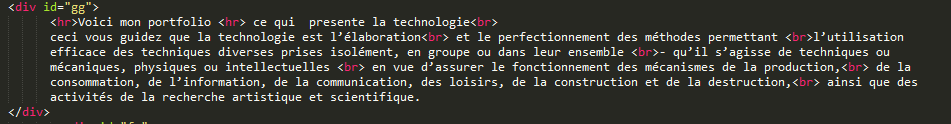 <div id="gg">
<hr>Voici mon portfolio <hr> ce qui  presente la technologie<br>
ceci vous guidez que la technologie est l’élaboration<br> et le perfectionnement des méthodes permettant <br>l’utilisation
efficace des techniques diverses prises isolément, en groupe ou dans leur ensemble <br>- qu’il s’agisse de techniques ou
mécaniques, physiques ou intellectuelles <br> en vue d’assurer le fonctionnement des mécanismes de la production,<br> de la
consommation, de l’information, de la communication, des loisirs, de la construction et de la destruction,<br> ainsi que des
activités de la recherche artistique et scientifique.
</div>